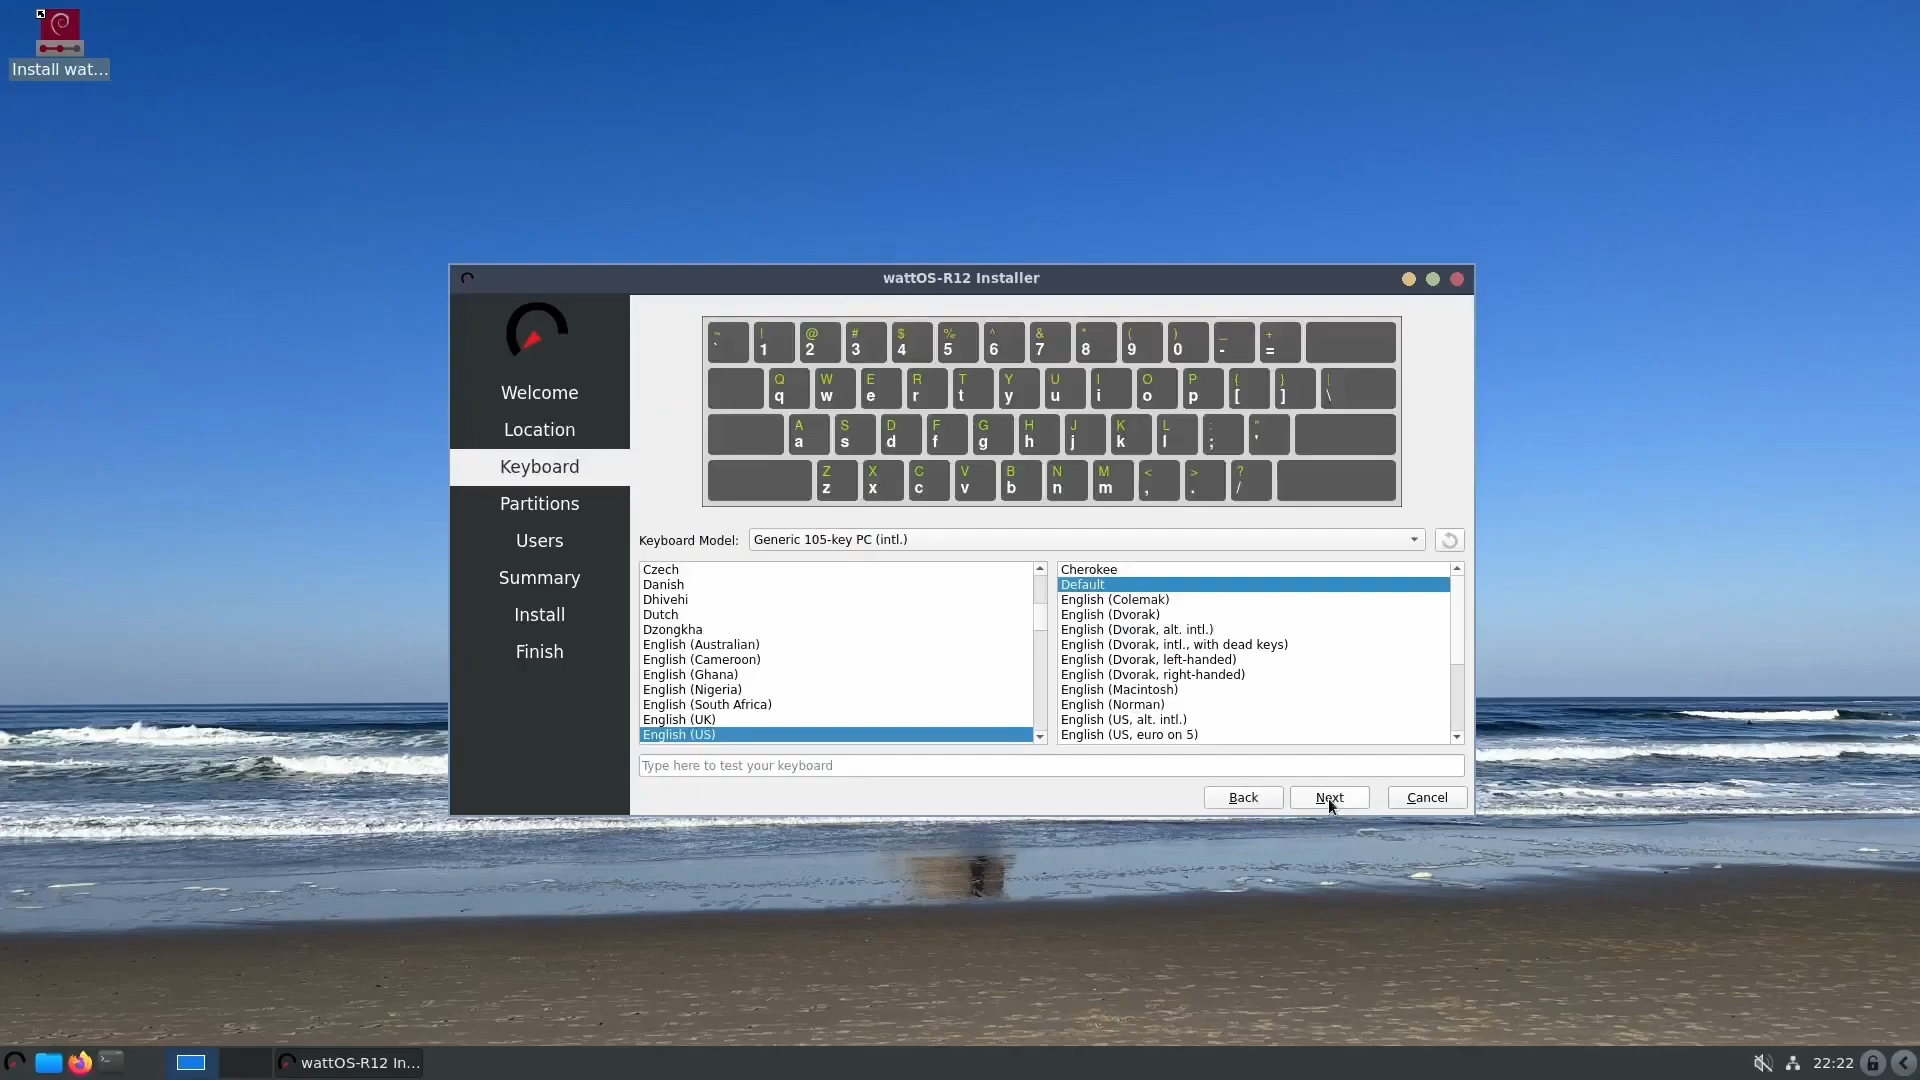 Install wat...
wattOS-R12 Installer
Welcome
Location
Keyboard
Partitions
Users
Summary
Install
Finish
~ ! @ # $ % ^ & * ( ) _ +
` 1 2 3 4 5 6 7 8 9 0 - =
Q W E R T Y U I O P { } |
q w e r t y u i o p [ ] \
A S D F G H J K L : "
a s d f g h j k l ; '
Z X C V B N M < > ?
z x c v b n m , . /
Keyboard Model: Generic 105-key PC (intl.)
Czech
Danish
Dhivehi
Dutch
Dzongkha
English (Australian)
English (Cameroon)
English (Ghana)
English (Nigeria)
English (South Africa)
English (UK)
English (US)
Cherokee
Default
English (Colemak)
English (Dvorak)
English (Dvorak, alt. intl.)
English (Dvorak, intl., with dead keys)
English (Dvorak, left-handed)
English (Dvorak, right-handed)
English (Macintosh)
English (Norman)
English (US, alt. intl.)
English (US, euro on 5)
Type here to test your keyboard
Back
Next
Cancel
wattOS-R12 In...
22:22